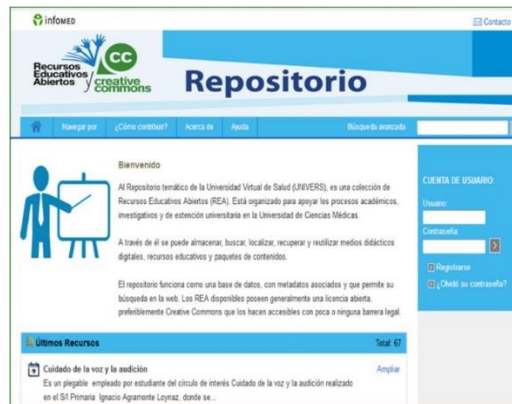 infoMED
Contacto
Recursos
Educativos
Abiertos y creative commons
CC
Repositorio
Navegar por ¿Cómo contribuir? Acerca de Ayuda Búsqueda avanzada
Bienvenido
Al Repositorio temático de la Universidad Virtual de Salud (UNIVERS), es una colección de
Recursos Educativos Abiertos (REA). Está organizado para apoyar los procesos académicos,
investigativos y de extención universitaria en la Universidad de Ciencias Médicas.
A través de él se puede almacenar, buscar, localizar, recuperar y reutilizar medios didácticos
digitales, recursos educativos y paquetes de contenidos.
El repositorio funciona como una base de datos, con metadatos asociados y que permite su
búsqueda en la web. Los REA disponibles poseen generalmente una licencia abierta,
preferiblemente Creative Commons que los hacen accesibles con poca o ninguna barrera legal.
CUENTA DE USUARIO:
Usuario:
Contraseña:
Registrarse
¿Olvidó su contraseña?
Últimos Recursos Total: 67
Cuidado de la voz y la audición Ampliar
Es un plegable empleado por estudiante del círculo de interés Cuidado de la voz y la audición realizado
en el S/I Primaria Ignacio Agramonte Loynaz, donde se...